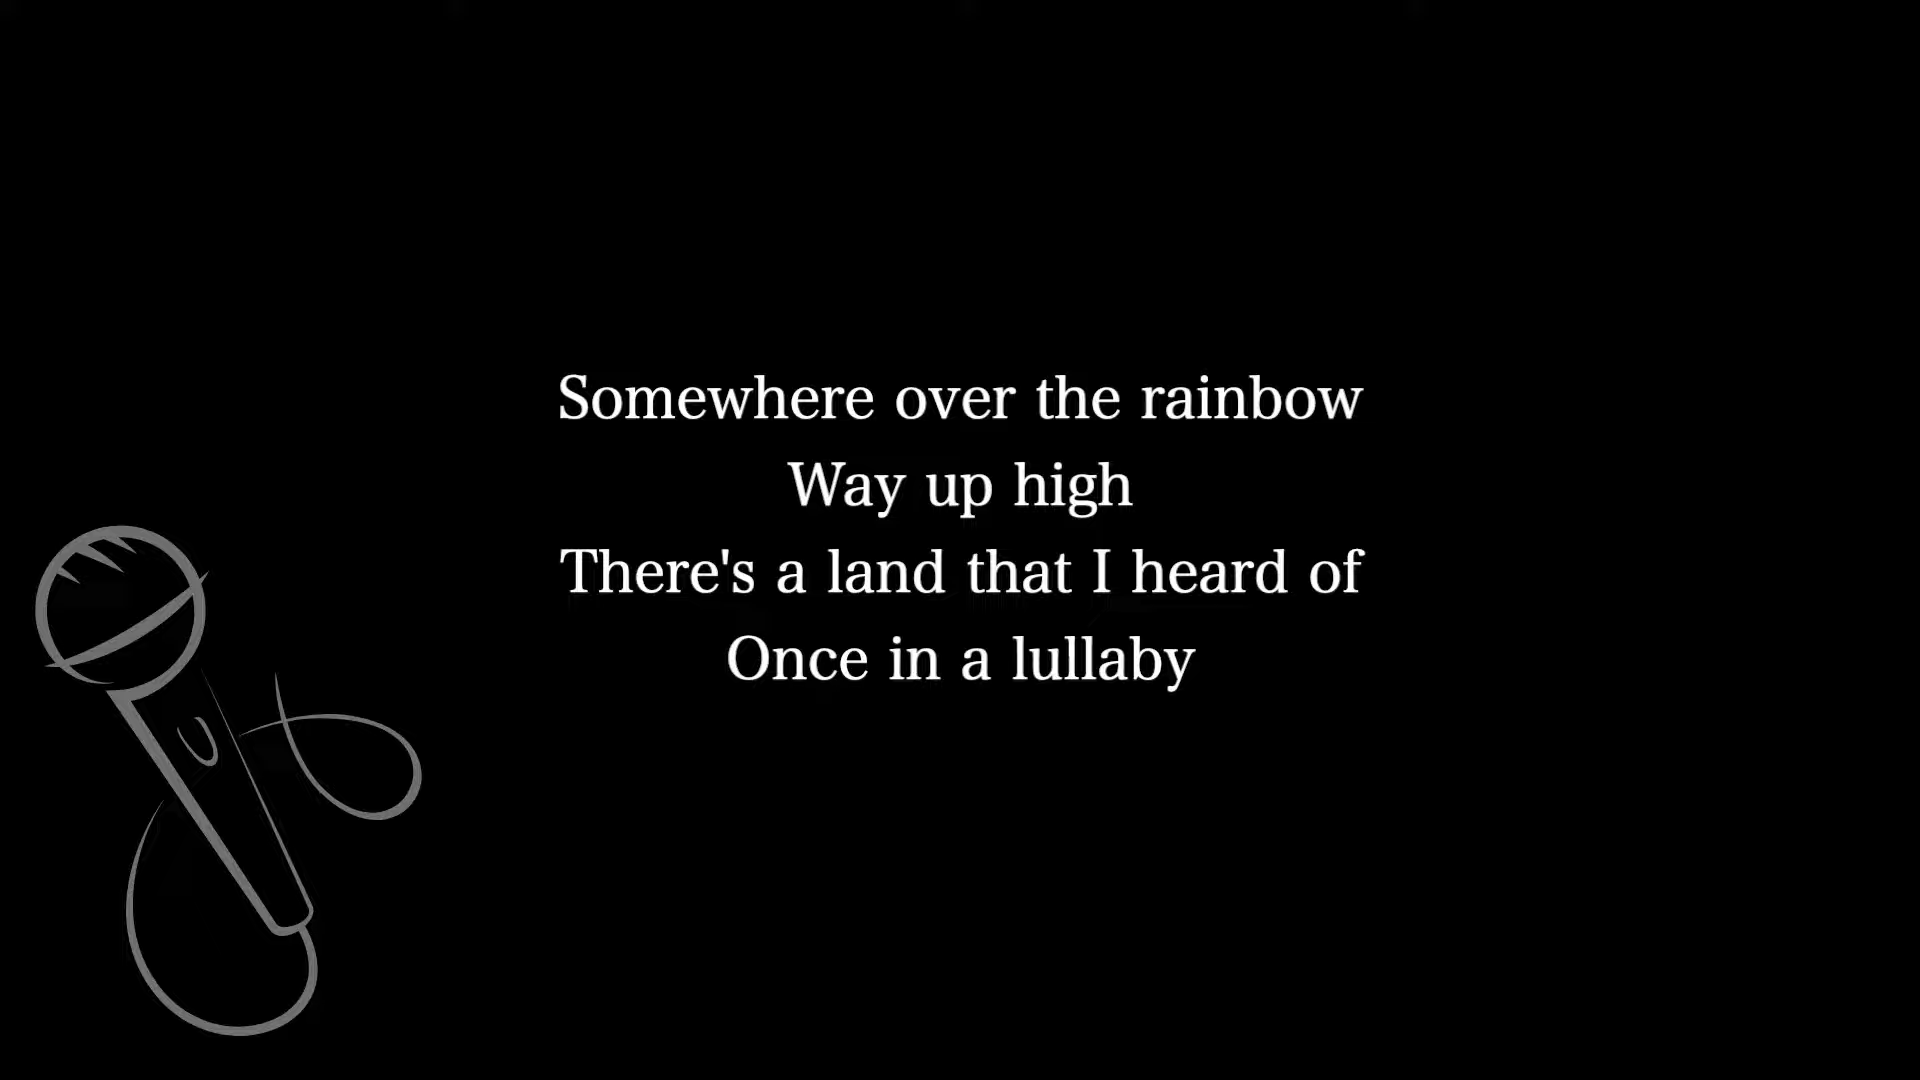 Somewhere over the rainbow
Way up high
There's a land that I heard of
Once in a lullaby